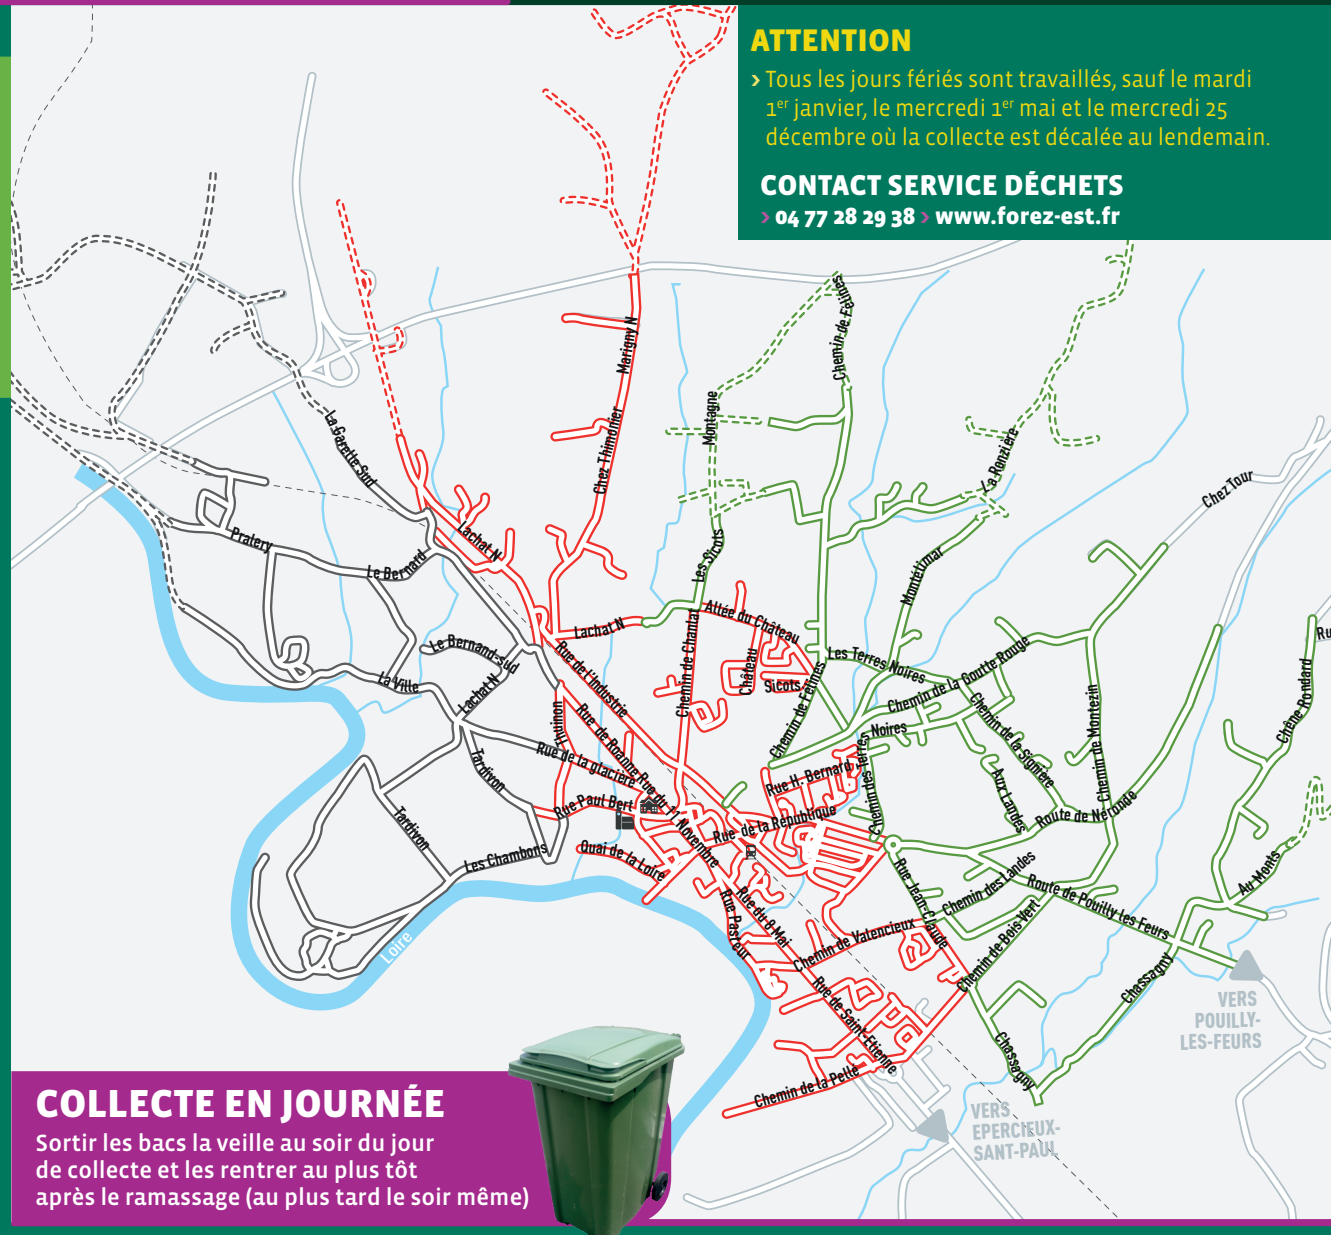 ATTENTION
› Tous les jours fériés sont travaillés, sauf le mardi
1er janvier, le mercredi 1er mai et le mercredi 25
décembre où la collecte est décalée au lendemain.
CONTACT SERVICE DÉCHETS
› 04 77 28 29 38 › www.forez-est.fr
Chemin de Felines
Marigny N
Montagne
La Garelle Sud
Chez Thimonier
La Ronzière
Chez Tour
Lachat N
Pralery
Le Bernard
Les Sicots
Montélimar
Allée du Château
Lachat N
Chemin de Chanlat
Le Bernand-sud
Rue de l'Industrie
Château
Sicots
Les Terres Noires
Chemin de la Goutte Rouge
Ru
La Ville
Lachat N
Chemin de Felines
Chemin de la Signière
Chemin de Montezin
Chêne Rondard
Thuinon
Rue de Roanne
Rue de la glacière
Chemin des Terres Noires
Tardivon
Rue H. Bernard
Aux Landes
Route de Néronde
Rue Paul Bert
Rue du 11 Novembre
Rue de la République
Tardivon
Les Chambons
Quai de la Loire
Rue Jean-Claude
Chemin des Landes
Route de Pouilly les Feurs
Au Monts
Rue Pasteur
Rue du 8 Mai
Chemin de Valencieux
Chemin de Bois Vert
Loire
Chassagny
Rue de Saint-Etienne
VERS
POUILLY-
LES-FEURS
Chassagny
Chemin de la Pelle
VERS
EPERCIEUX-
SANT-PAUL
COLLECTE EN JOURNÉE
Sortir les bacs la veille au soir du jour
de collecte et les rentrer au plus tôt
après le ramassage (au plus tard le soir même)